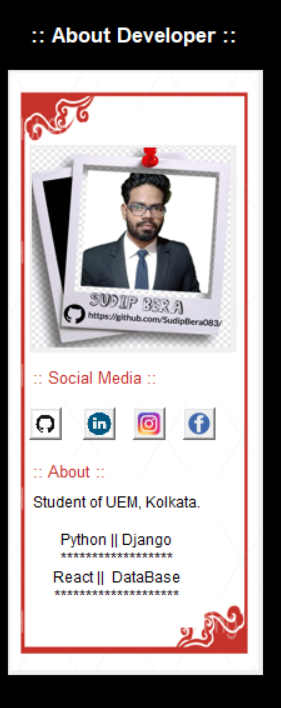 :: About Developer ::
SUDIP BERA
https://github.com/SudipBera083/
:: Social Media ::
in
f
:: About ::
Student of UEM, Kolkata.
Python || Django
******************
React || DataBase
********************